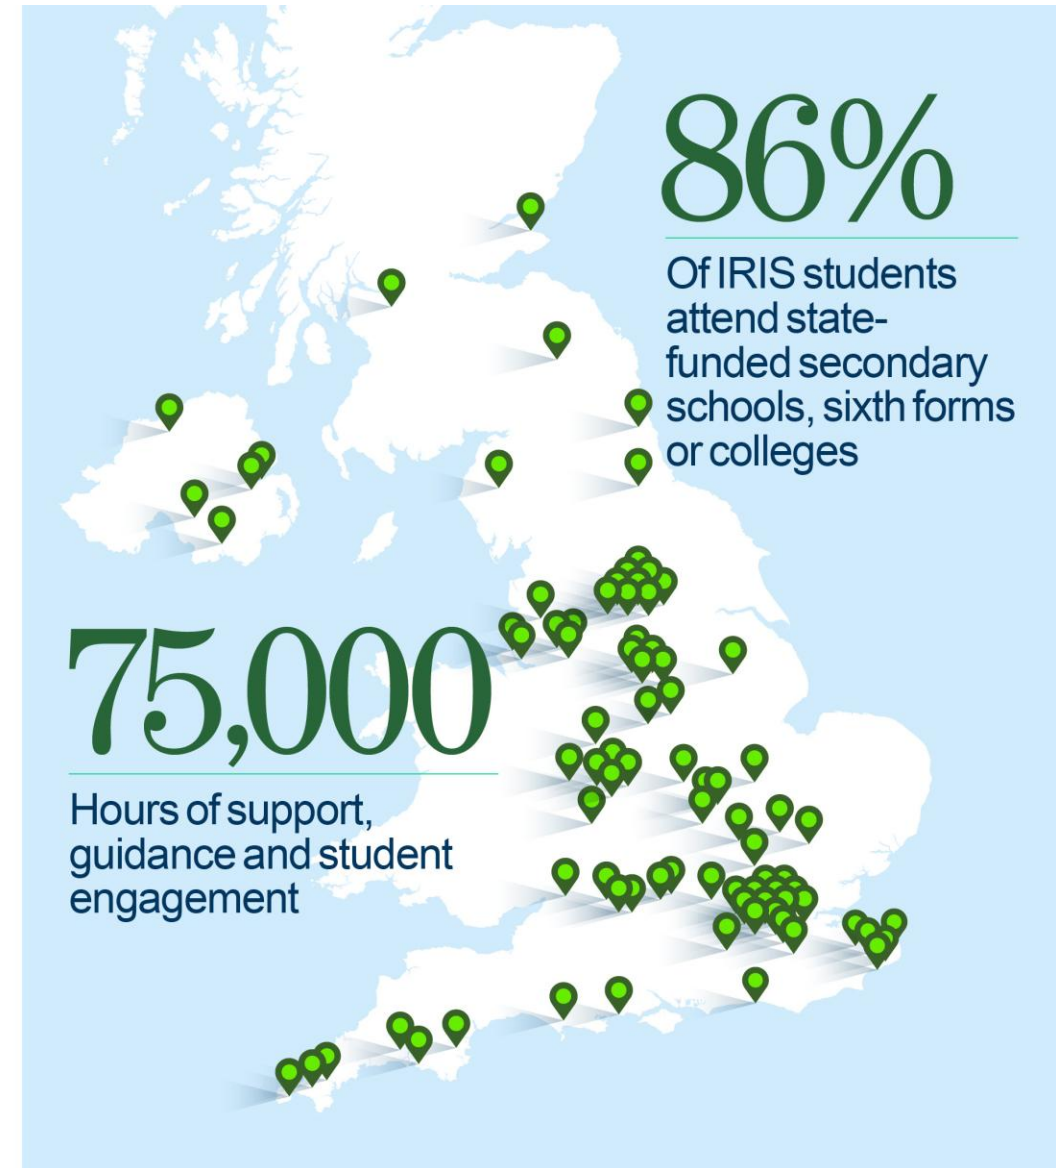 86%
Of IRIS students
attend state-
funded secondary
schools, sixth forms
or colleges
75,000
Hours of support,
guidance and student
engagement